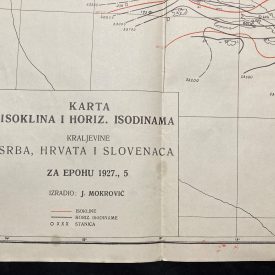 KARTA
ISOKLINA I HORIZ. ISODINAMA
KRALJEVINE
SRBA, HRVATA I SLOVENACA
ZA EPOHU 1927., 5
IZRADIO: J. MOKROVIĆ
ISOKLINE
HORIZ. ISODINAME
O X X X STANICA